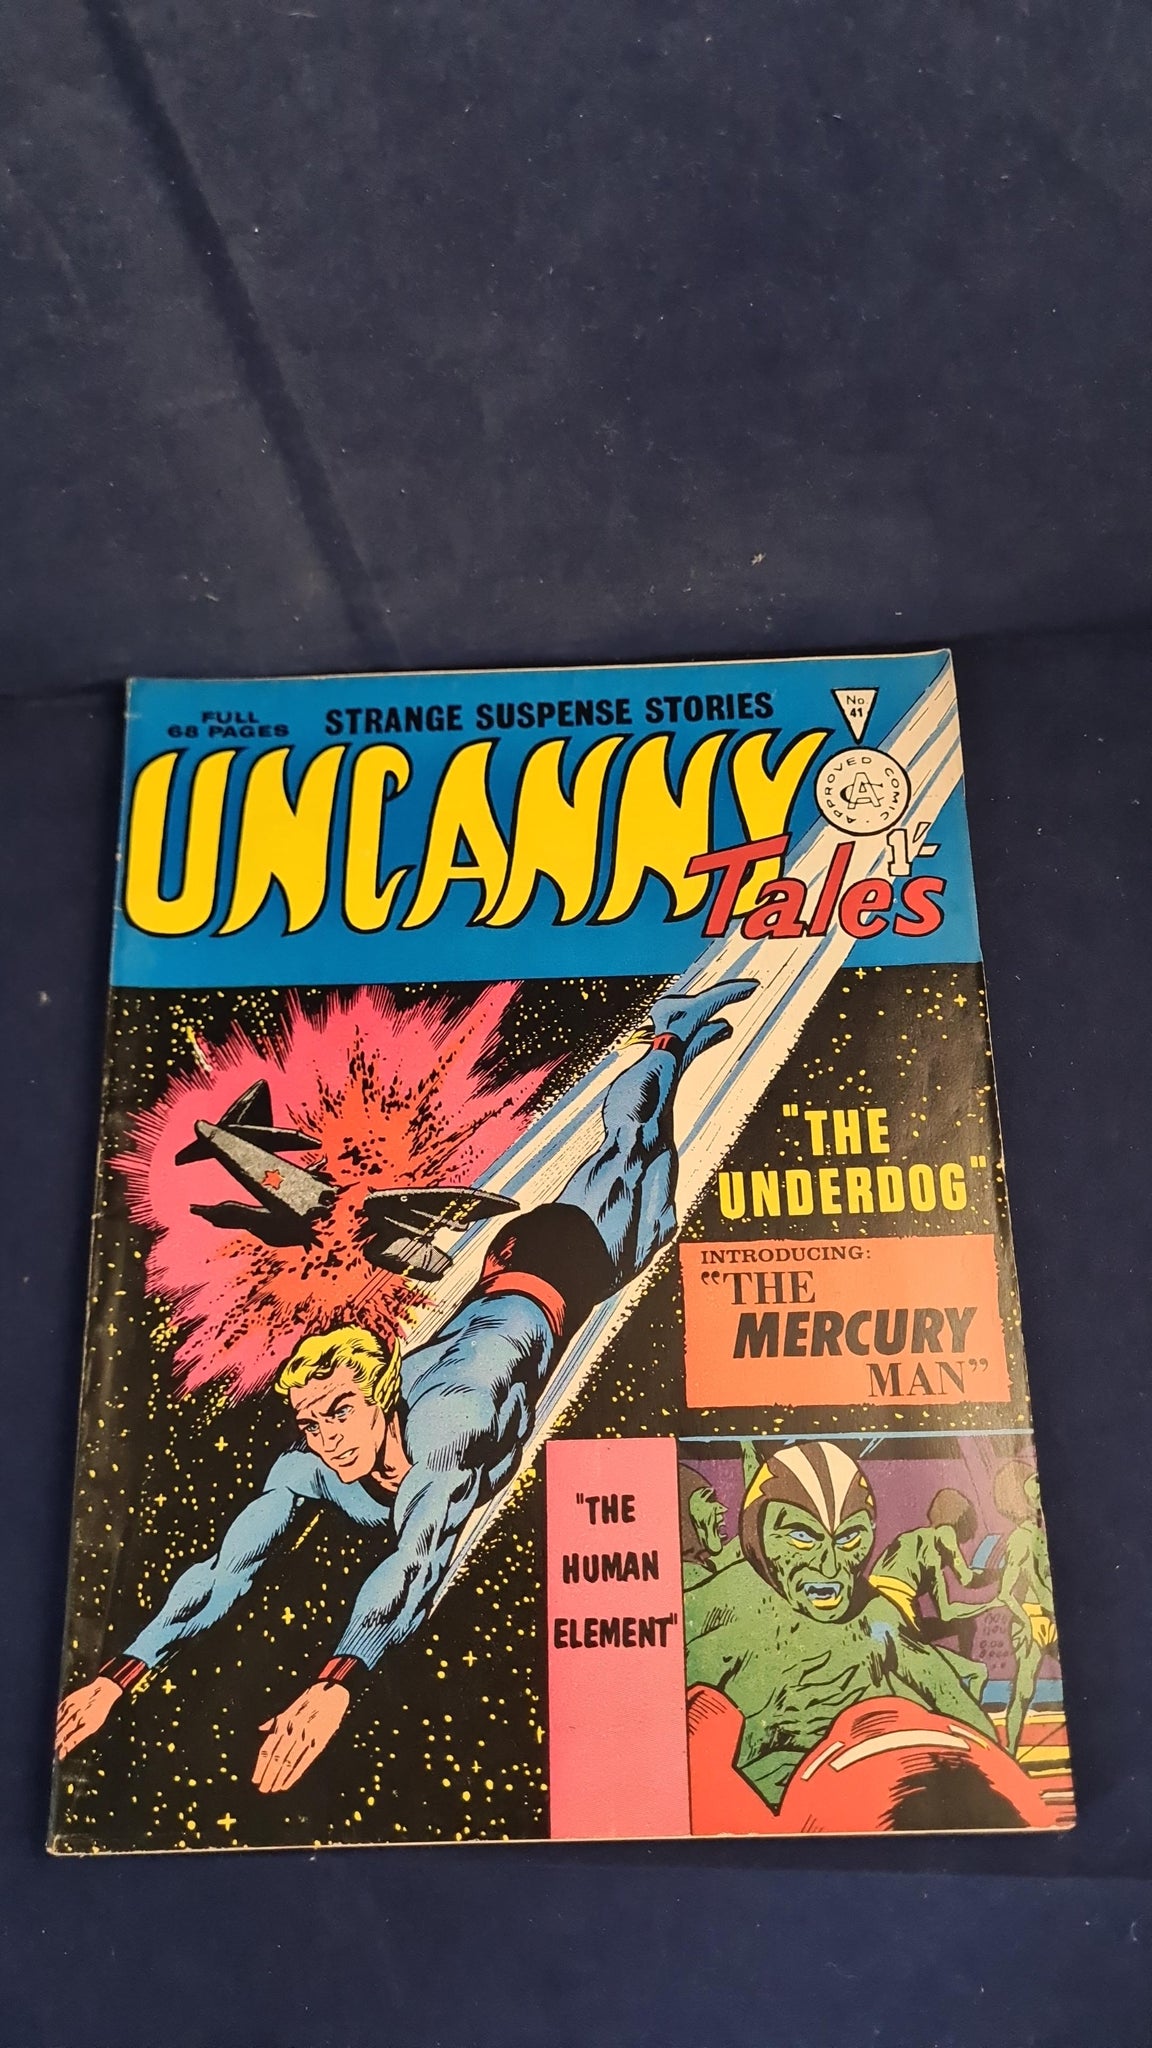 FULL
68 PAGES
STRANGE SUSPENSE STORIES
No.
41
UNCANNY
Tales
APPROVED COMIC
AC
1/-
"THE
UNDERDOG"
INTRODUCING:
"THE
MERCURY
MAN"
"THE
HUMAN
ELEMENT"